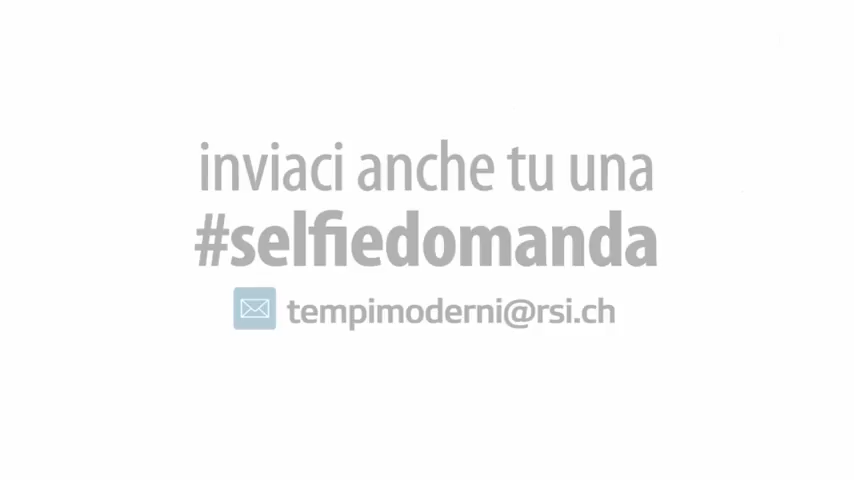 inviaci anche tu una
#selfiedomanda
tempimoderni@rsi.ch